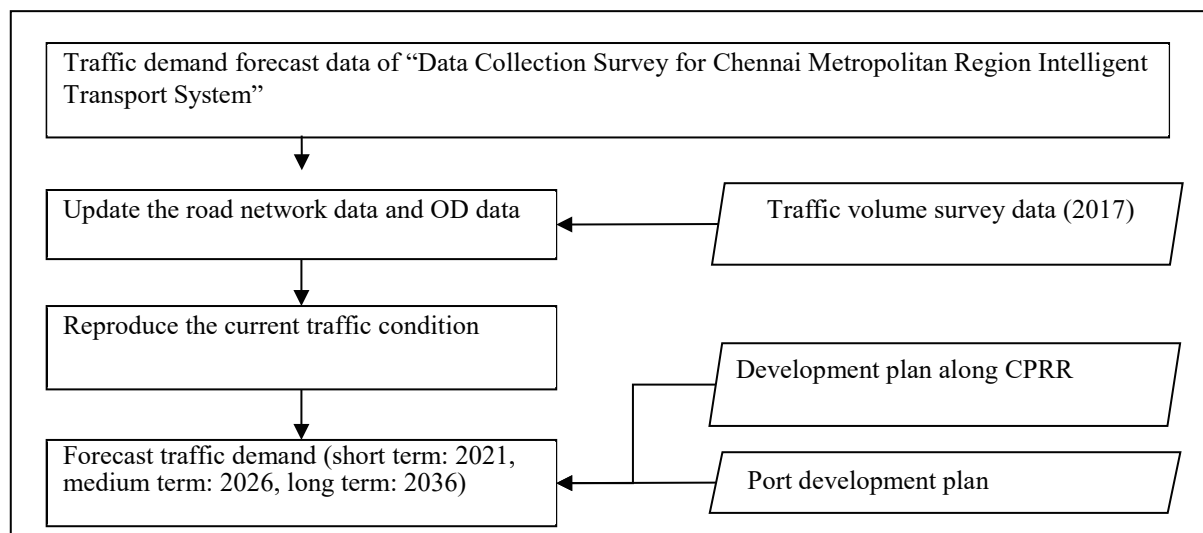 Traffic demand forecast data of “Data Collection Survey for Chennai Metropolitan Region Intelligent
Transport System”
Update the road network data and OD data
Traffic volume survey data (2017)
Reproduce the current traffic condition
Development plan along CPRR
Forecast traffic demand (short term: 2021,
medium term: 2026, long term: 2036)
Port development plan